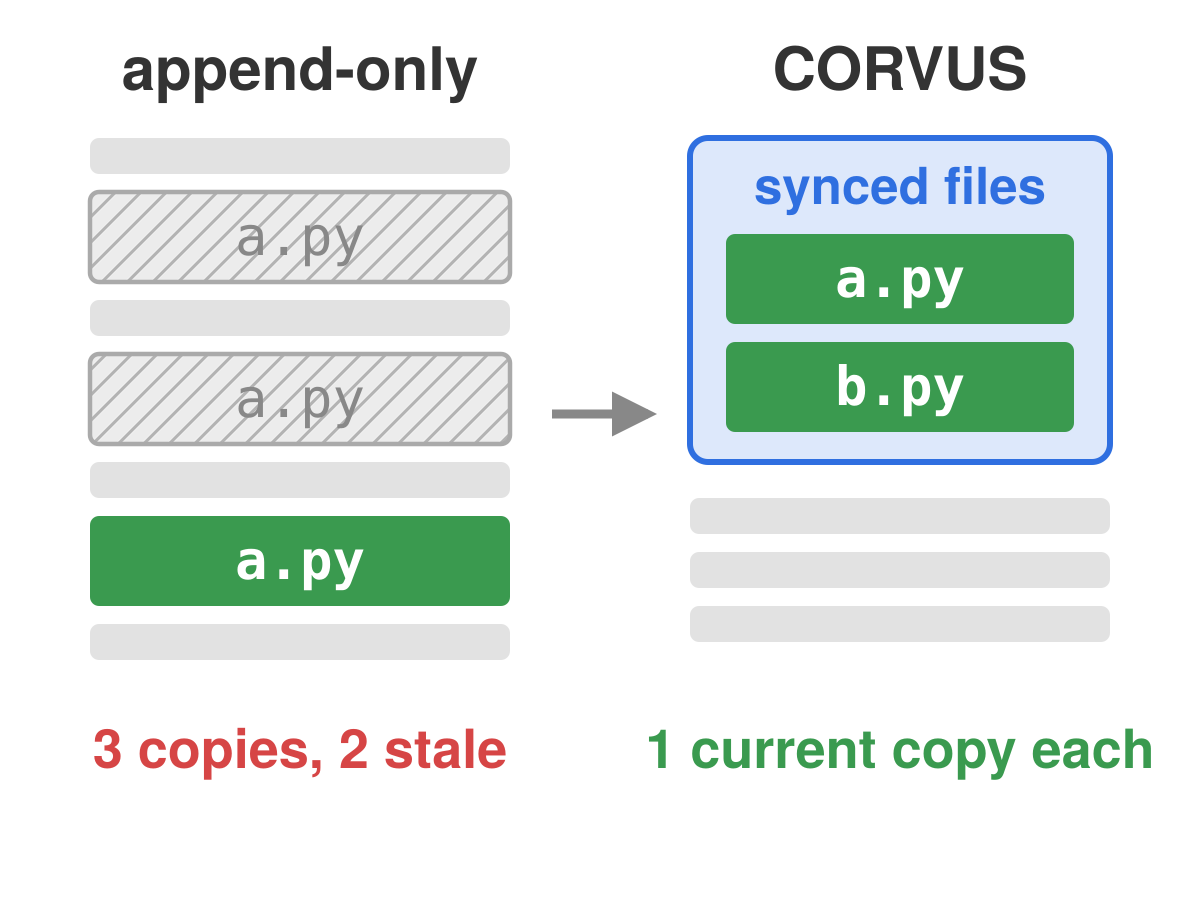 append-only
a.py
a.py
a.py
3 copies, 2 stale
CORVUS
synced files
a.py
b.py
1 current copy each